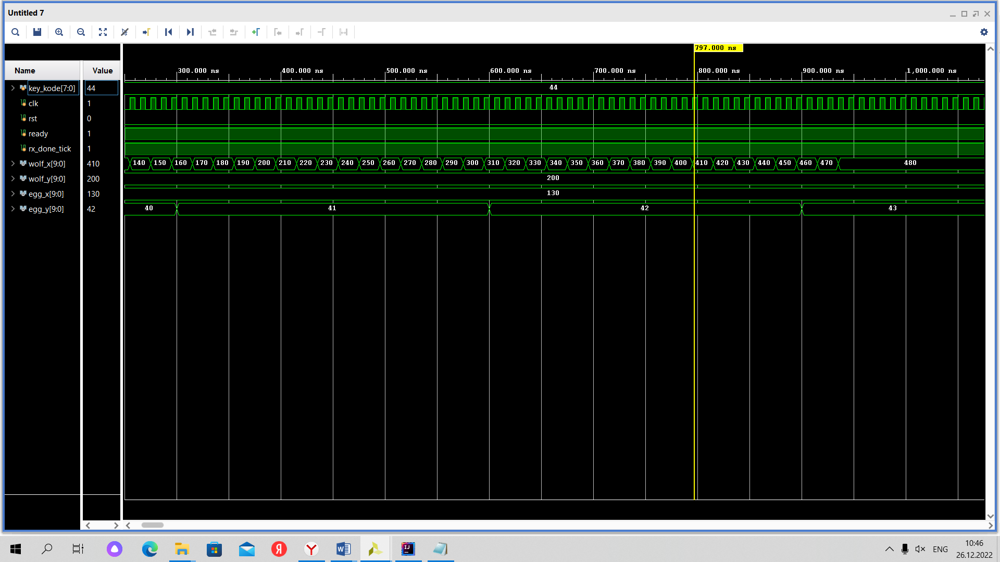 Untitled 7
797.000 ns
Name Value
300.000 ns 400.000 ns 500.000 ns 600.000 ns 700.000 ns 800.000 ns 900.000 ns 1,000.000 ns
key_kode[7:0] 44 44
clk 1
rst 0
ready 1
rx_done_tick 1
wolf_x[9:0] 410 140 150 160 170 180 190 200 210 220 230 240 250 260 270 280 290 300 310 320 330 340 350 360 370 380 390 400 410 420 430 440 450 460 470 480
wolf_y[9:0] 200 200
egg_x[9:0] 130 130
egg_y[9:0] 42 40 41 42 43
ENG
10:46
26.12.2022